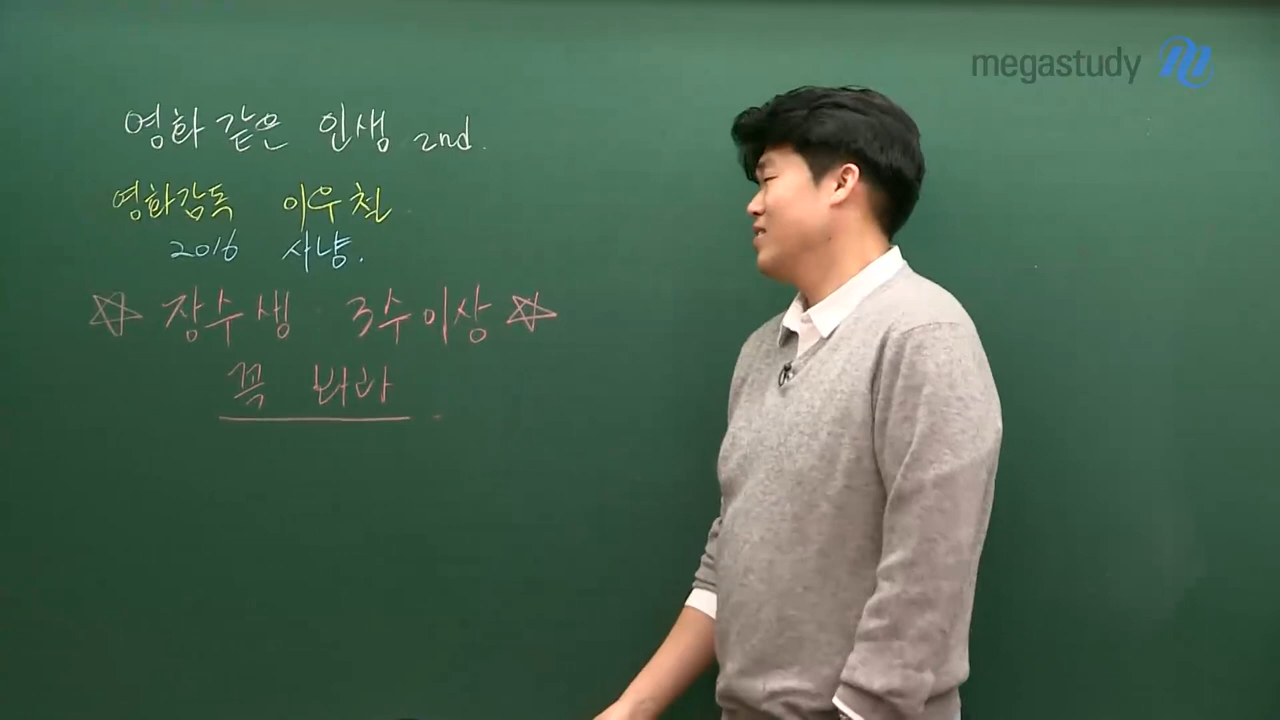 megastudy
영화 같은 인생 2nd.
영화감독 이우철
2016 사냥.
☆ 장수생 3수이상 ☆
꼭 봐라